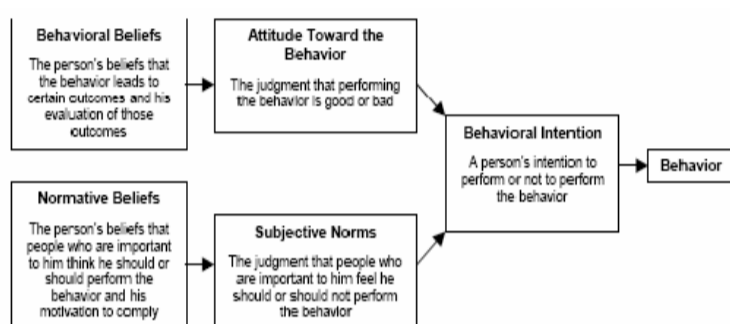 Behavioral Beliefs
The person's beliefs that
the behavior leads to
certain outcomes and his
evaluation of those
outcomes
Attitude Toward the
Behavior
The judgment that performing
the behavior is good or bad
Normative Beliefs
The person's beliefs that
people who are important
to him think he should or
should perform the
behavior and his
motivation to comply
Subjective Norms
The judgment that people who
are important to him feel he
should or should not perform
the behavior
Behavioral Intention
A person's intention to
perform or not to perform
the behavior
Behavior